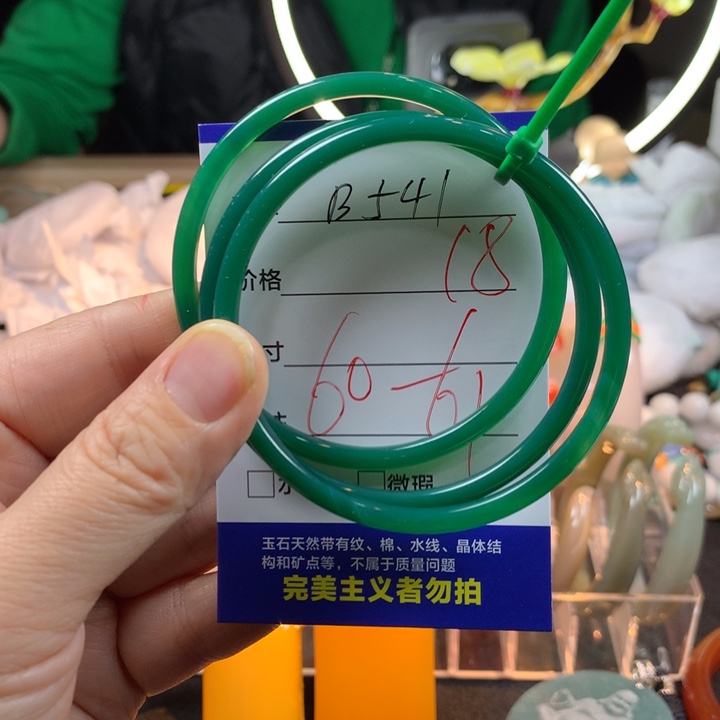 B541
价格 18
寸 60-61
微瑕
玉石天然带有纹、棉、水线、晶体结
构和矿点等，不属于质量问题
完美主义者勿拍